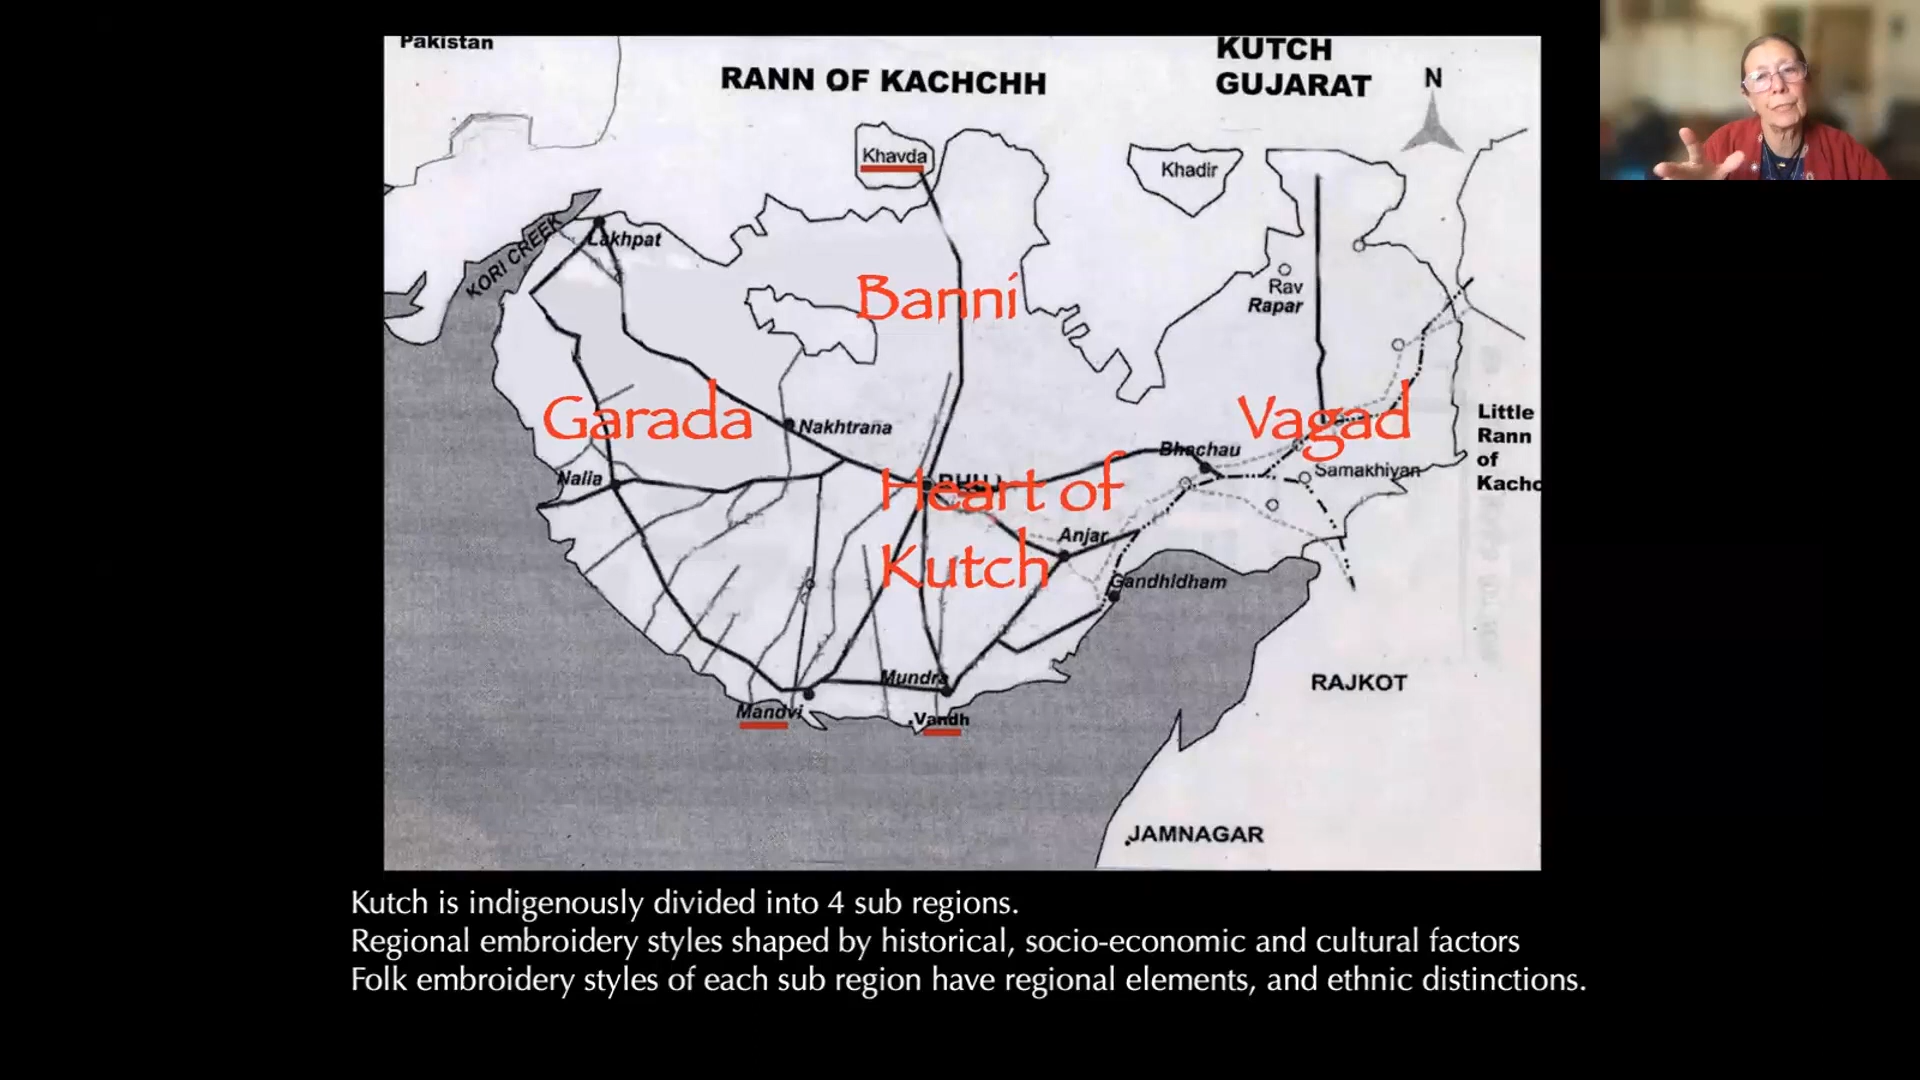 Pakistan
RANN OF KACHCHH
KUTCH
GUJARAT
N
Khavda
Khadir
KORI CREEK
Lakhpat
Banni
Rav
Rapar
Garada
Nakhtrana
Vagad
Little
Rann
of
Kachc
Bhachau
Samakhiyan
Nalia
BHUJ
Heart of
Kutch
Anjar
Gandhidham
Mundra
Mandvi
Vandh
RAJKOT
JAMNAGAR
Kutch is indigenously divided into 4 sub regions.
Regional embroidery styles shaped by historical, socio-economic and cultural factors
Folk embroidery styles of each sub region have regional elements, and ethnic distinctions.